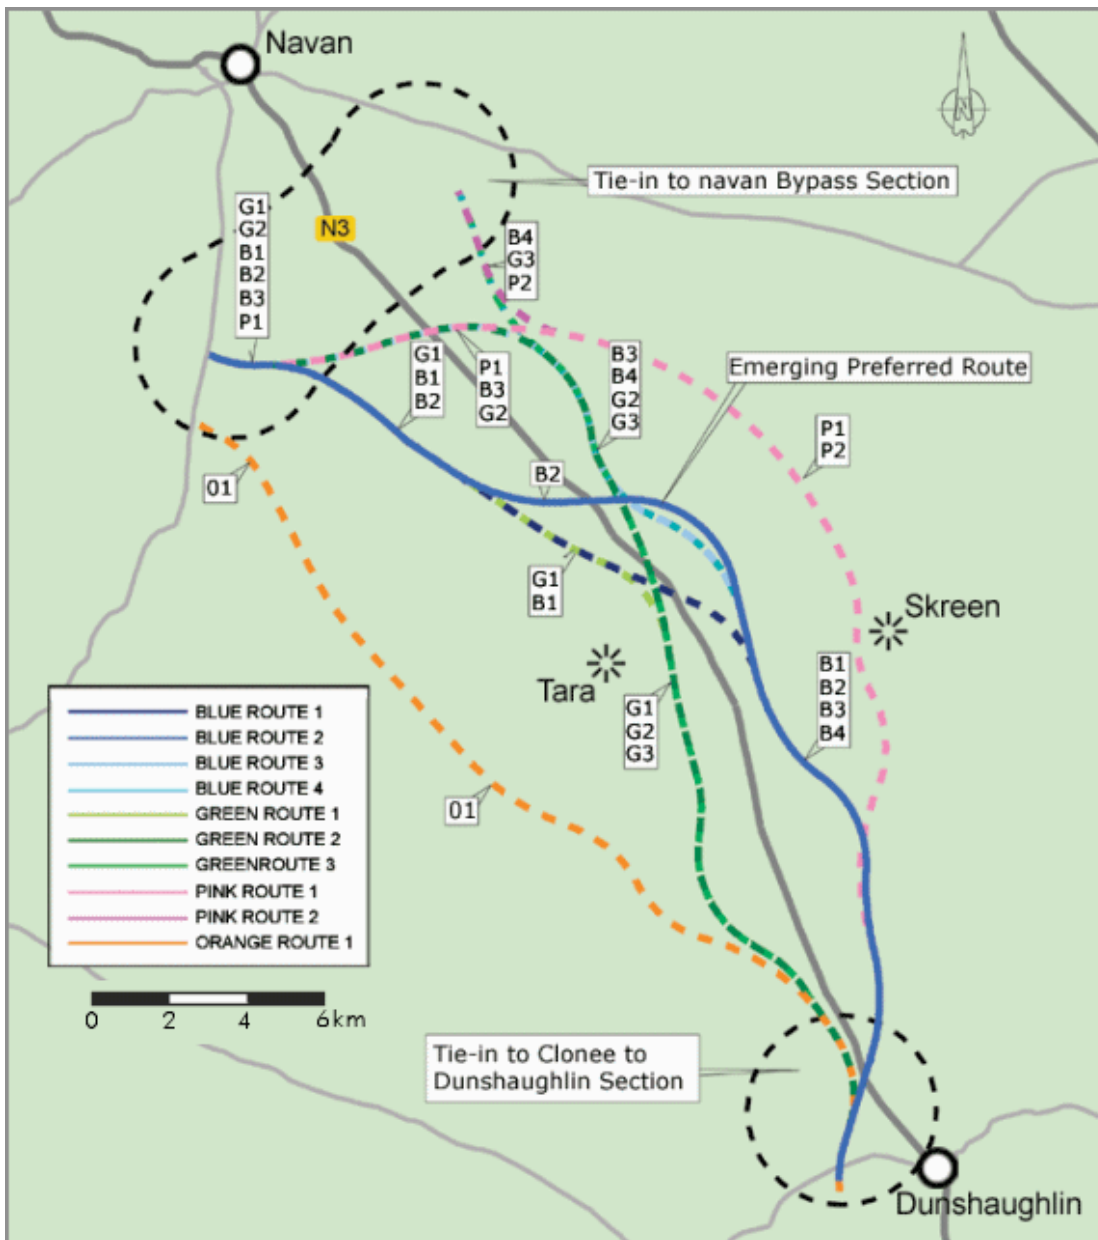 Navan
N
Tie-in to navan Bypass Section
G1
G2
B1
B2
B3
P1
N3
B4
G3
P2
G1
B1
B2
P1
B3
G2
B3
B4
G2
G3
Emerging Preferred Route
P1
P2
01
B2
G1
B1
Skreen
Tara
B1
B2
B3
B4
G1
G2
G3
BLUE ROUTE 1
BLUE ROUTE 2
BLUE ROUTE 3
BLUE ROUTE 4
GREEN ROUTE 1
GREEN ROUTE 2
GREENROUTE 3
PINK ROUTE 1
PINK ROUTE 2
ORANGE ROUTE 1
01
0 2 4 6km
Tie-in to Clonee to
Dunshaughlin Section
Dunshaughlin